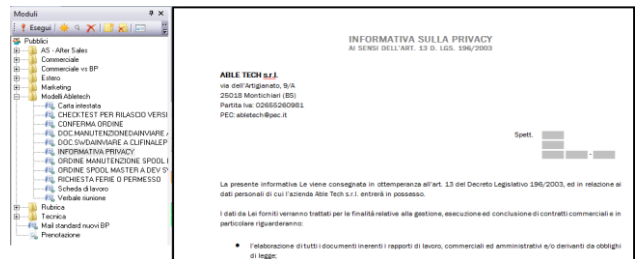 Moduli
Esegui
Pubblici
AS - After Sales
Commerciale
Commerciale vs BP
Estero
Marketing
Modelli Abletech
Carta intestata
CHECKTEST PER RILASCIO VERSI
CONFERMA ORDINE
DOC.MANUTENZIONEDAINVIARE A
DOC.SWDAINVIARE A CLIFINALEP
INFORMATIVA PRIVACY
ORDINE MANUTENZIONE SPOOL
ORDINE SPOOL MASTER A DEV S
RICHIESTA FERIE O PERMESSO
Scheda di lavoro
Verbale riunione
Rubrica
Tecnica
Mail standard nuovi BP
Prenotazione
INFORMATIVA SULLA PRIVACY
AI SENSI DELL'ART. 13 D. LGS. 196/2003
ABLE TECH s.r.l.
via dell'Artigianato, 9/A
25018 Montichiari (BS)
Partita Iva: 02655260981
PEC: abletech@pec.it
Spett.
-
La presente informativa Le viene consegnata in ottemperanza all'art. 13 del Decreto Legislativo 196/2003, ed in relazione ai
dati personali di cui l'azienda Able Tech s.r.l. entrerà in possesso.
I dati da Lei forniti verranno trattati per le finalità relative alla gestione, esecuzione ed conclusione di contratti commerciali e in
particolare riguarderanno:
• l'elaborazione di tutti i documenti inerenti i rapporti di lavoro, commerciali ed amministrativi e/o derivanti da obblighi
di legge;